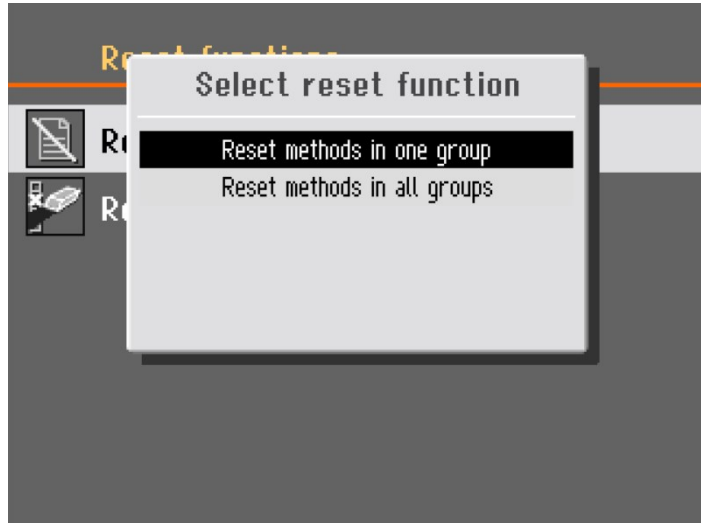 Select reset function
Reset methods in one group
Reset methods in all groups